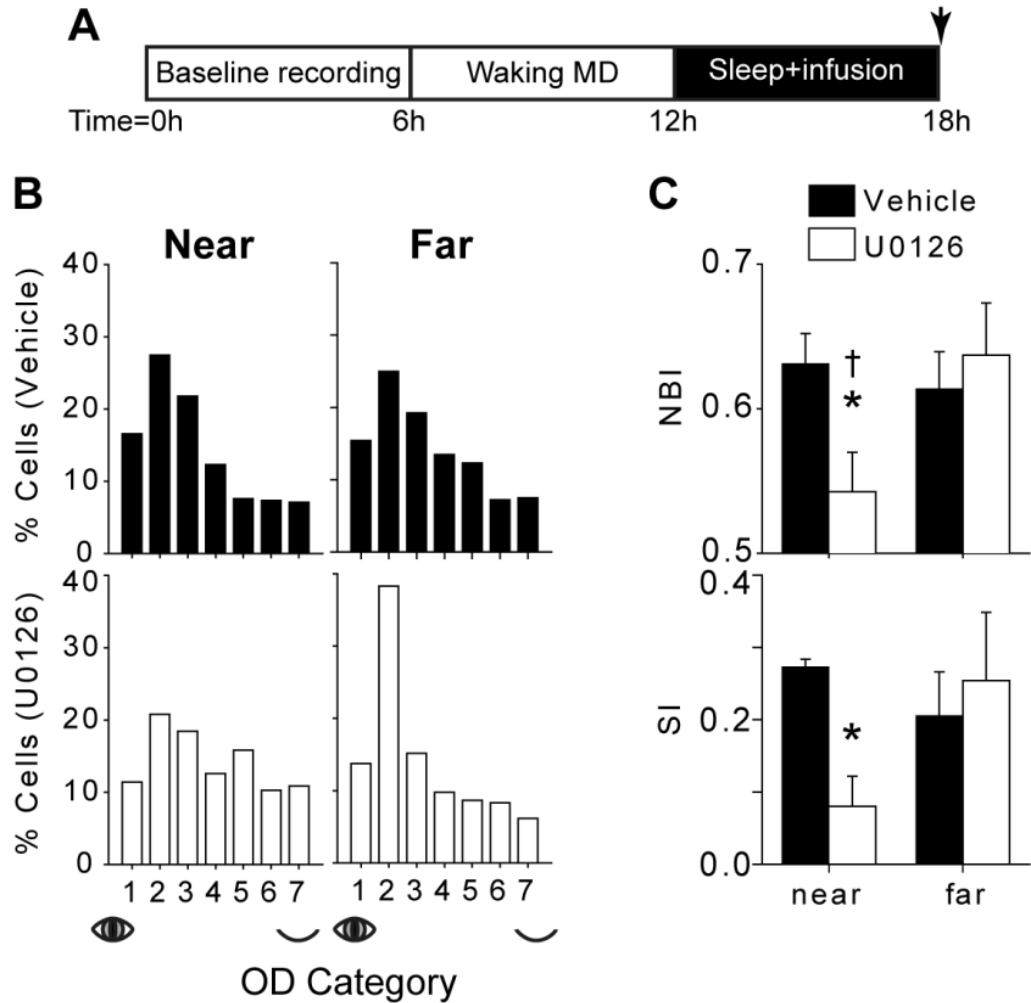 A
Baseline recording Waking MD Sleep+infusion
Time=0h 6h 12h 18h
B
Near Far
% Cells (Vehicle)
40
30
20
10
0
% Cells (U0126)
40
30
20
10
0
1 2 3 4 5 6 7 1 2 3 4 5 6 7
OD Category
C
Vehicle
U0126
NBI
0.7
0.6
0.5
†
*
SI
0.4
0.2
0.0
*
near far